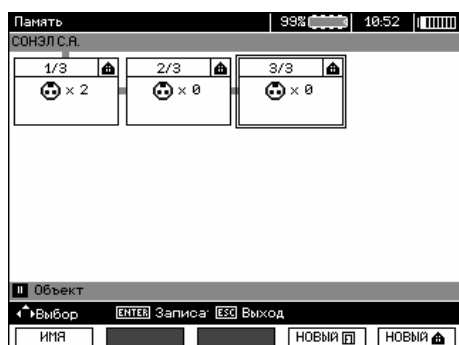 Память 99% 10:52
СОНЭЛ С.А.
1/3 2/3 3/3
× 2 × 0 × 0
Объект
Выбор ENTER Записа ESC Выход
ИМЯ НОВЫЙ НОВЫЙ